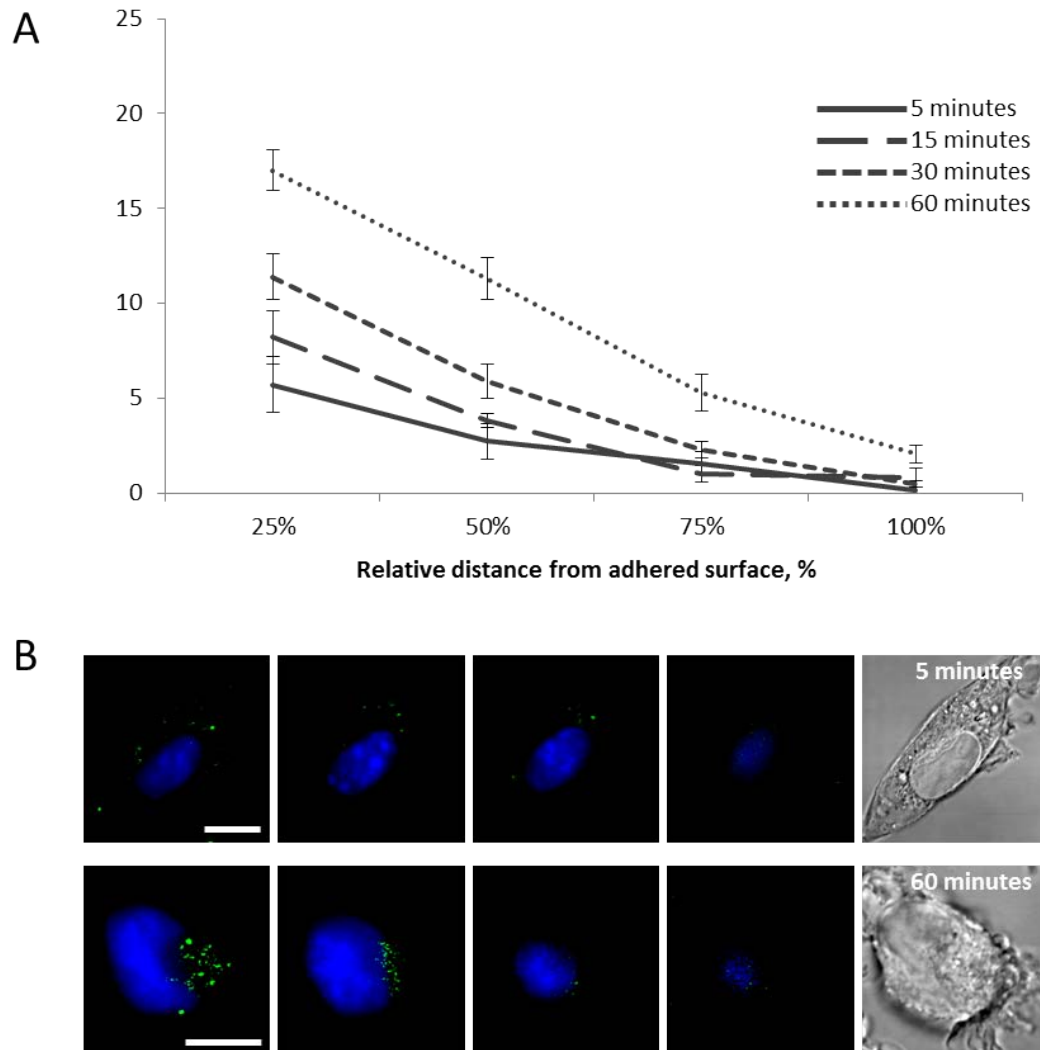 A
25
20
15
10
5
0
5 minutes
15 minutes
30 minutes
60 minutes
25%
50%
75%
100%
Relative distance from adhered surface, %
B
5 minutes
60 minutes